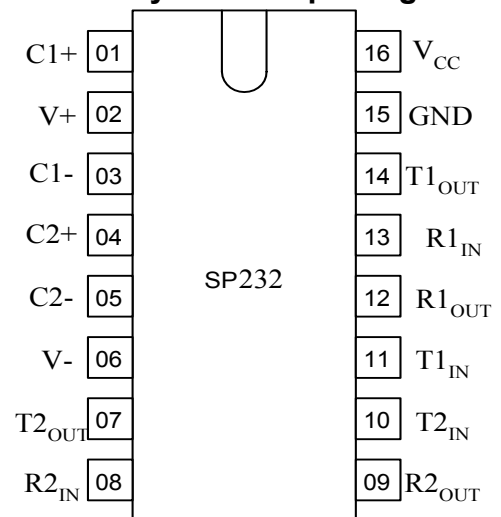 C1+ 01 16 VCC
V+ 02 15 GND
C1- 03 14 T1OUT
C2+ 04 13 R1IN
SP232
C2- 05 12 R1OUT
V- 06 11 T1IN
T2OUT 07 10 T2IN
R2IN 08 09 R2OUT